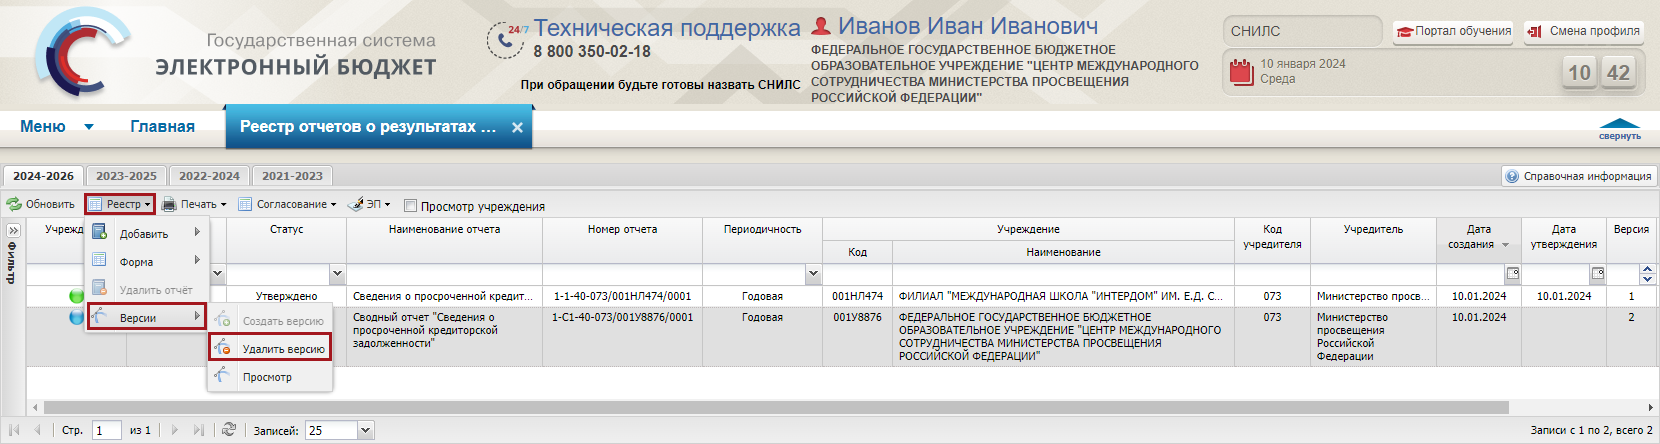 Государственная система
ЭЛЕКТРОННЫЙ БЮДЖЕТ
24/7
Техническая поддержка
8 800 350-02-18
При обращении будьте готовы назвать СНИЛС
Иванов Иван Иванович
ФЕДЕРАЛЬНОЕ ГОСУДАРСТВЕННОЕ БЮДЖЕТНОЕ
ОБРАЗОВАТЕЛЬНОЕ УЧРЕЖДЕНИЕ "ЦЕНТР МЕЖДУНАРОДНОГО
СОТРУДНИЧЕСТВА МИНИСТЕРСТВА ПРОСВЕЩЕНИЯ
РОССИЙСКОЙ ФЕДЕРАЦИИ"
СНИЛС
Портал обучения
Смена профиля
10 января 2024
Среда
10 42
Меню
Главная
Реестр отчетов о результатах ...
свернуть
2024-2026 2023-2025 2022-2024 2021-2023
Справочная информация
Обновить Реестр Печать Согласование ЭП Просмотр учреждения
Фильтр
Учрежд
Статус
Наименование отчета
Номер отчета
Периодичность
Учреждение
Код
Наименование
Код
учредителя
Учредитель
Дата
создания
Дата
утверждения
Версия
Добавить
Форма
Удалить отчёт
Версии
Создать версию
Удалить версию
Просмотр
Утверждено Сведения о просроченной кредит... 1-1-40-073/001НЛ474/0001 Годовая 001НЛ474 ФИЛИАЛ "МЕЖДУНАРОДНАЯ ШКОЛА "ИНТЕРДОМ" ИМ. Е.Д. С... 073 Министерство просв... 10.01.2024 10.01.2024 1
Сводный отчет "Сведения о
просроченной кредиторской
задолженности"
1-С1-40-073/001У8876/0001 Годовая 001У8876
ФЕДЕРАЛЬНОЕ ГОСУДАРСТВЕННОЕ БЮДЖЕТНОЕ
ОБРАЗОВАТЕЛЬНОЕ УЧРЕЖДЕНИЕ "ЦЕНТР МЕЖДУНАРОДНОГО
СОТРУДНИЧЕСТВА МИНИСТЕРСТВА ПРОСВЕЩЕНИЯ
РОССИЙСКОЙ ФЕДЕРАЦИИ"
073
Министерство
просвещения
Российской
Федерации
10.01.2024 2
Стр. 1 из 1 Записей: 25
Записи с 1 по 2, всего 2